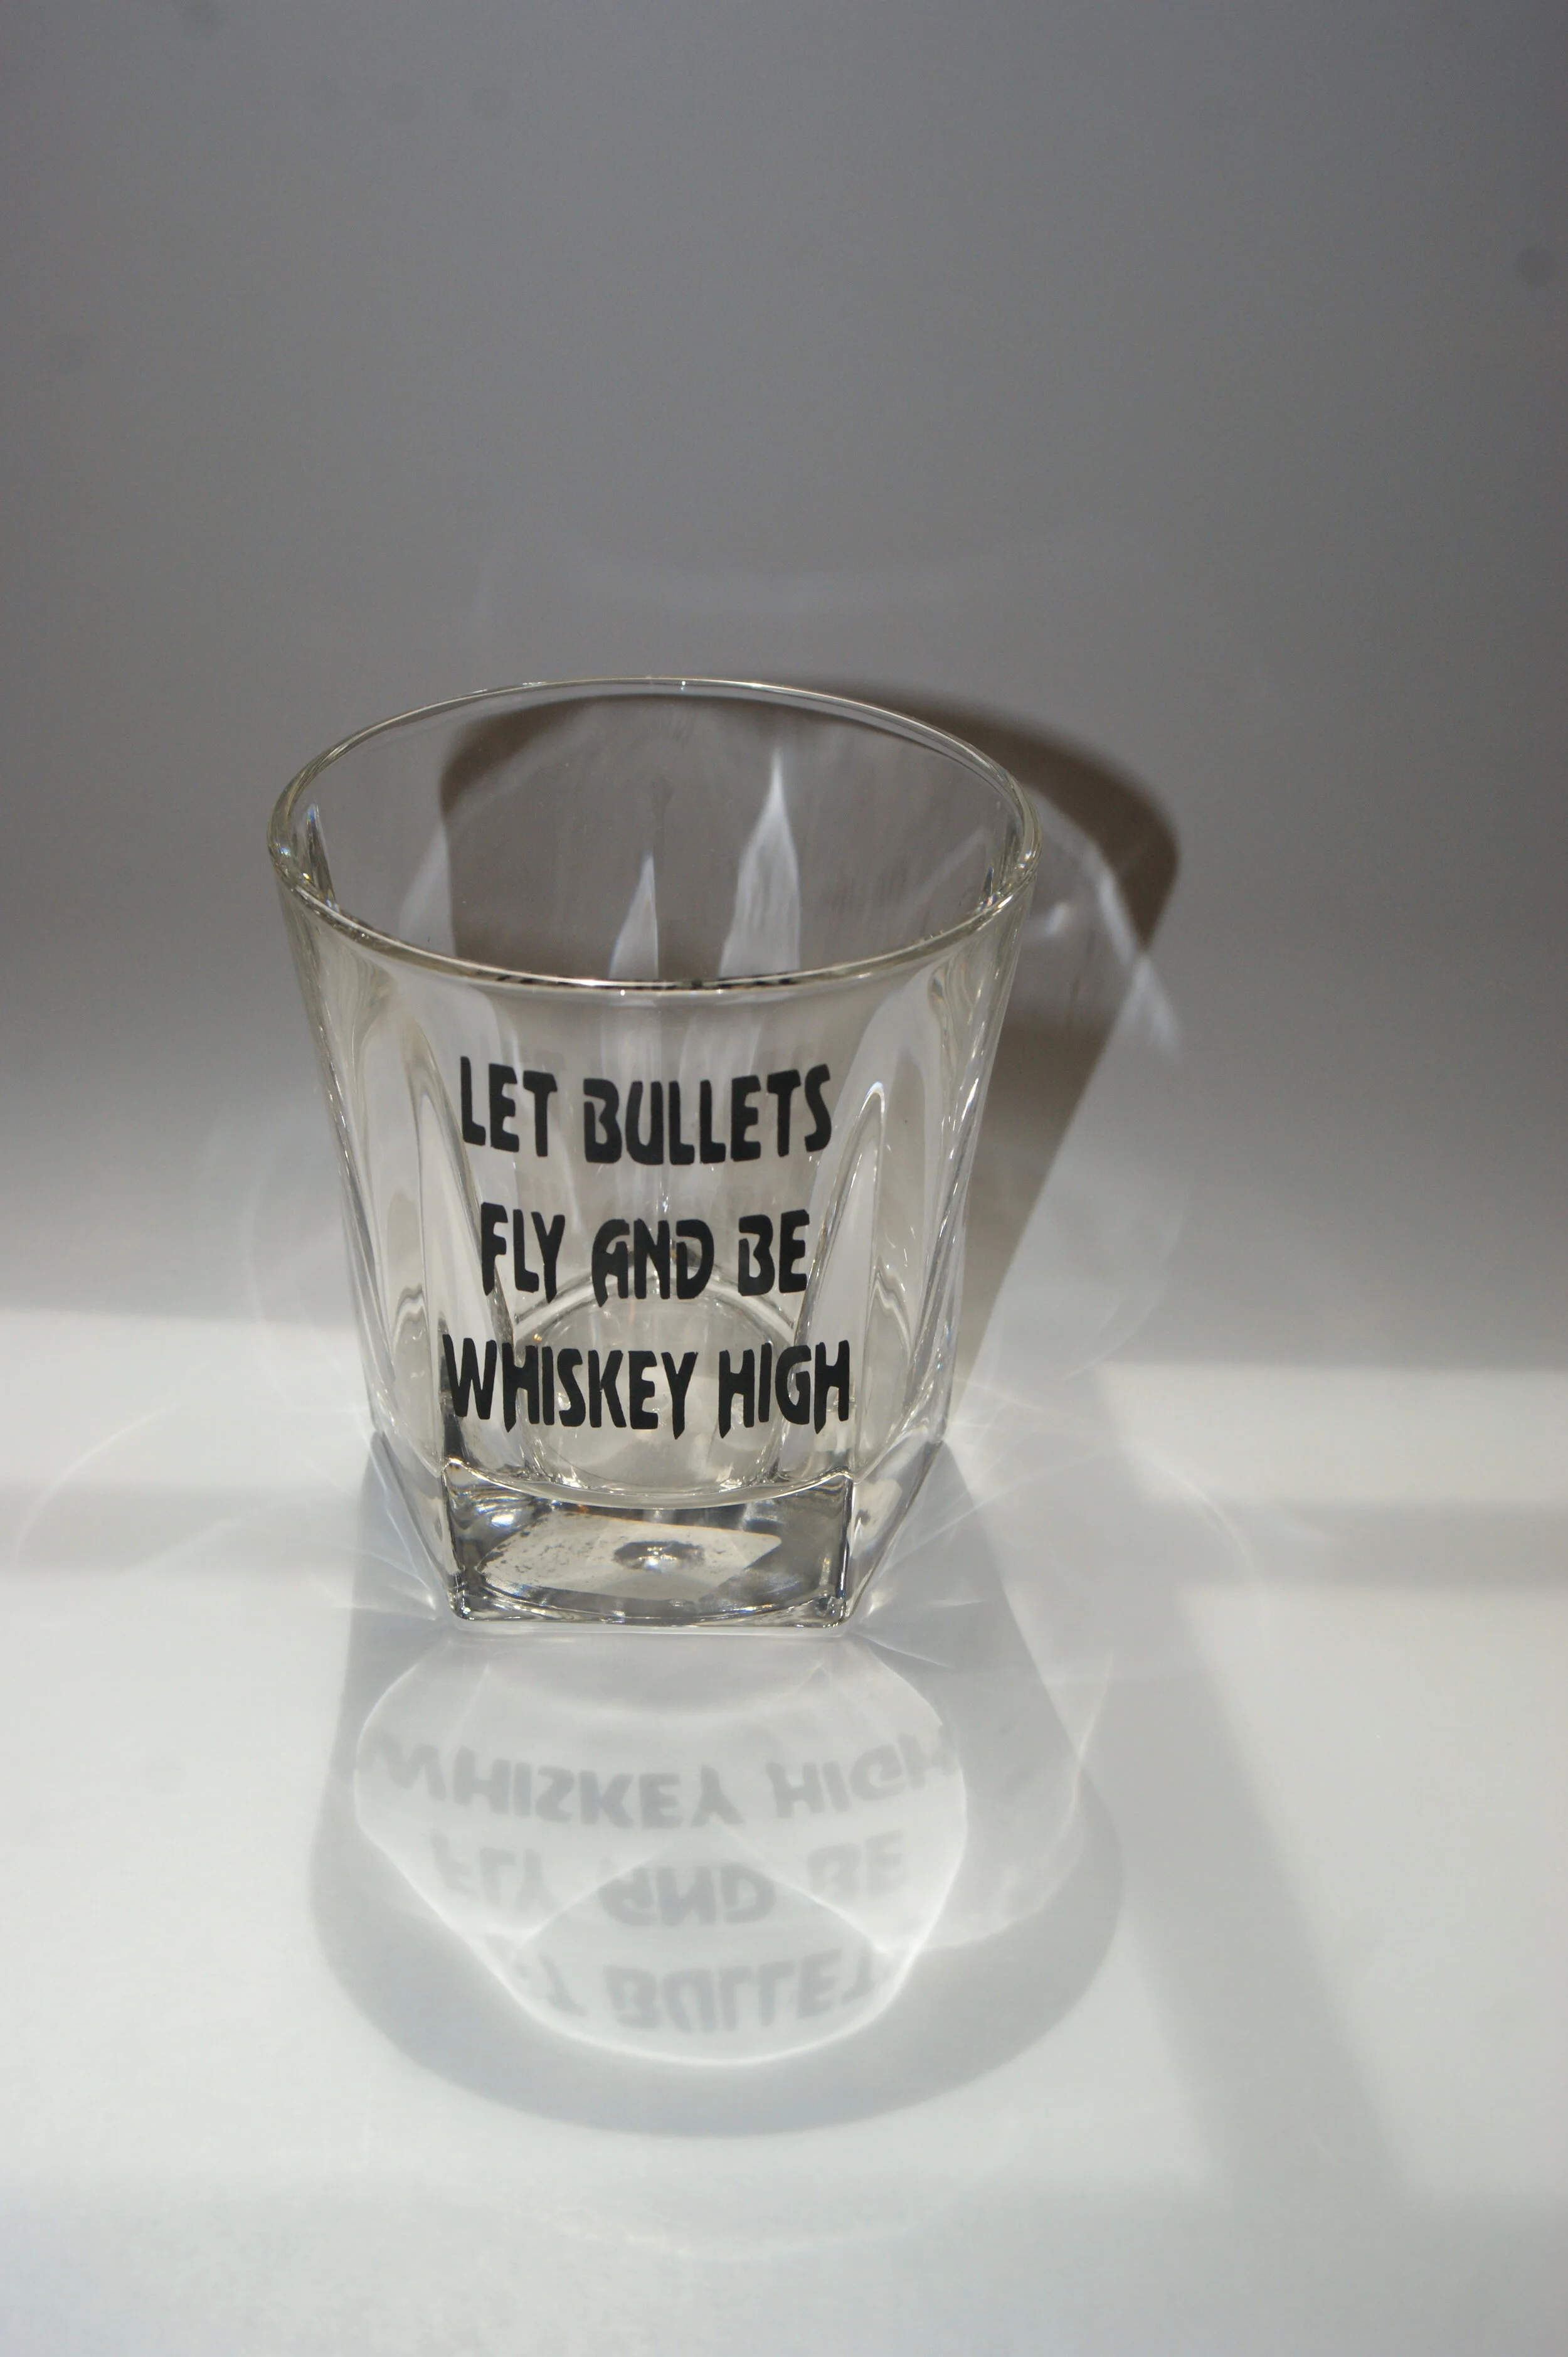 LET BULLETS
FLY AND BE
WHISKEY HIGH